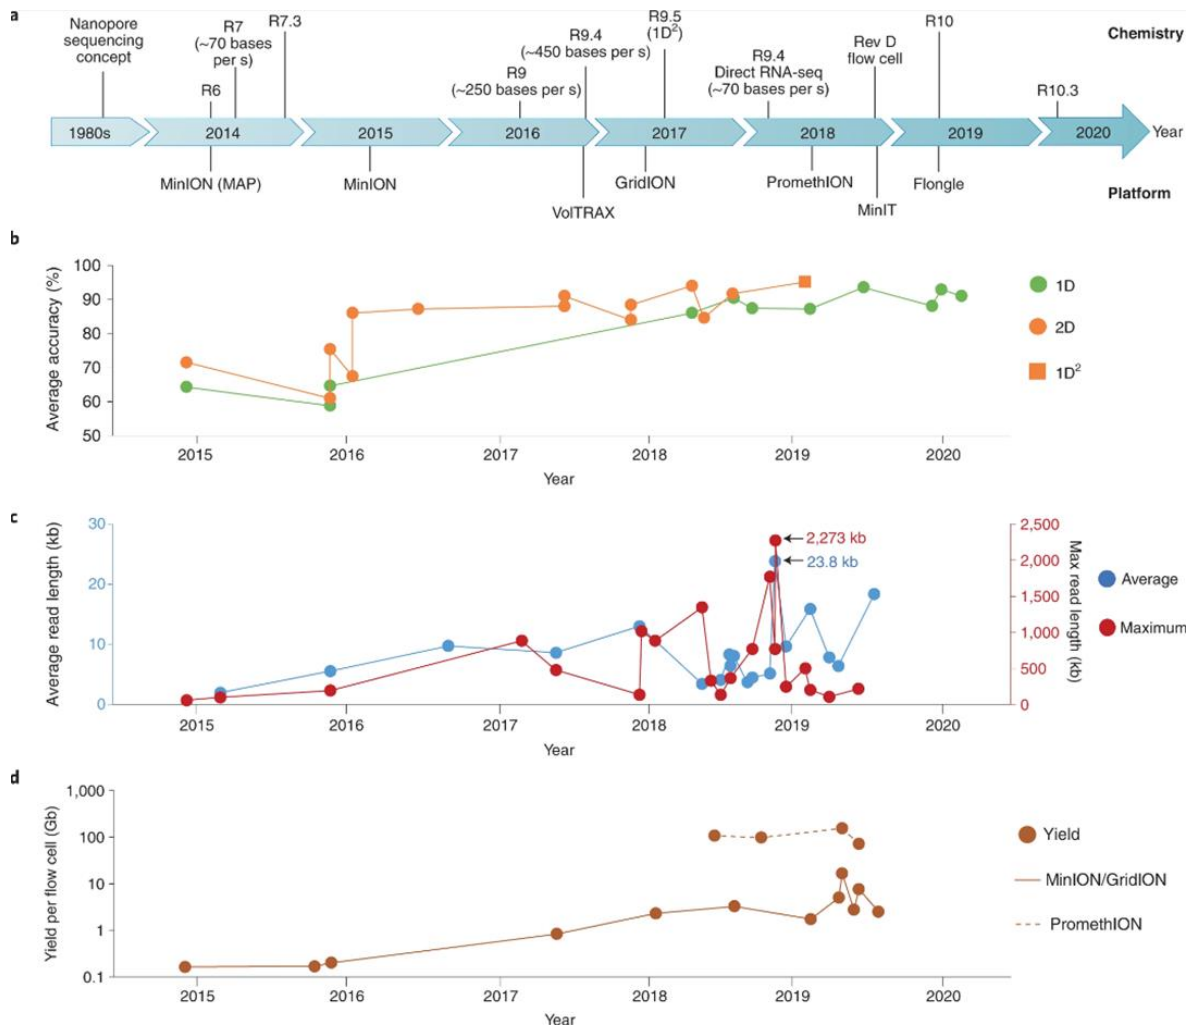 a
Nanopore
sequencing
concept
R6
R7
(~70 bases
per s)
R7.3
R9
(~250 bases per s)
R9.4
(~450 bases per s)
R9.5
(1D²)
R9.4
Direct RNA-seq
(~70 bases per s)
Rev D
flow cell
R10
R10.3
Chemistry
1980s 2014 2015 2016 2017 2018 2019 2020 Year
MinION (MAP)
MinION
VolTRAX
GridION
PromethION
MinIT
Flongle
Platform
b
Average accuracy (%)
100
90
80
70
60
50
2015 2016 2017 2018 2019 2020
Year
1D
2D
1D²
c
Average read length (kb)
30
20
10
0
2,273 kb
23.8 kb
2,500
2,000
1,500
1,000
500
0
Max read length
(kb)
2015 2016 2017 2018 2019 2020
Year
Average
Maximum
d
Yield per flow cell (Gb)
1,000
100
10
1
0.1
2015 2016 2017 2018 2019 2020
Year
Yield
MinION/GridION
PromethION